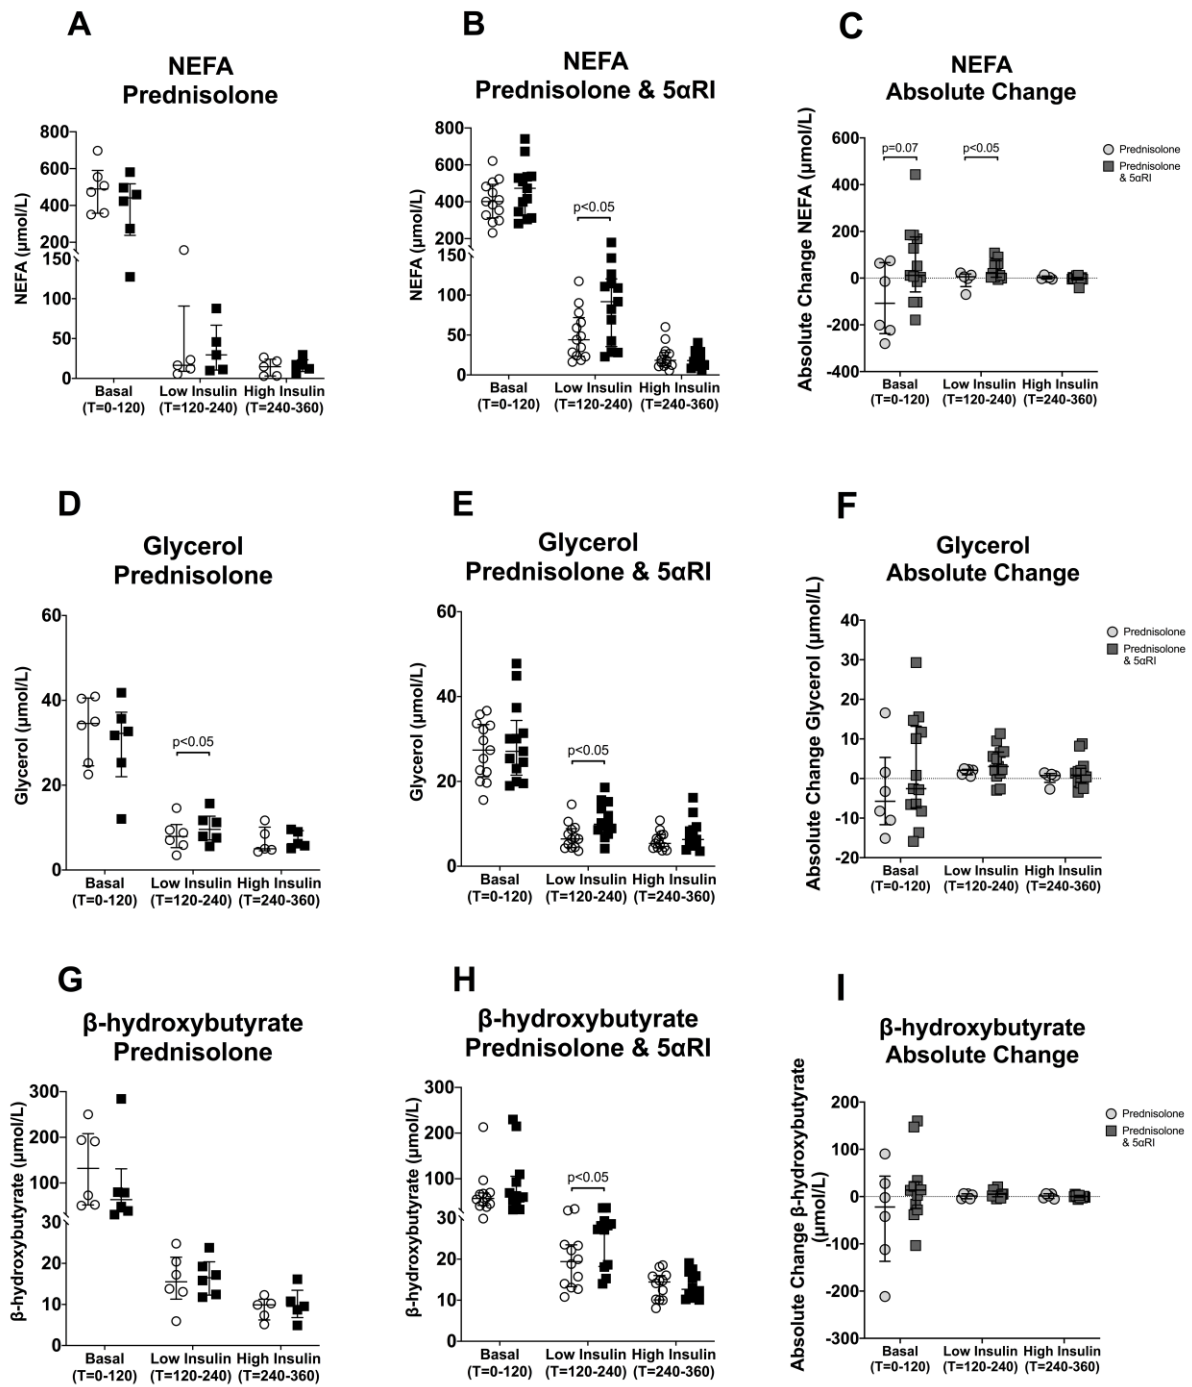 A
NEFA
Prednisolone
NEFA (μmol/L)
800
600
400
200
150
100
50
0
Basal
(T=0-120)
Low Insulin
(T=120-240)
High Insulin
(T=240-360)
B
NEFA
Prednisolone & 5αRI
NEFA (μmol/L)
800
600
400
200
150
100
50
0
p<0.05
Basal
(T=0-120)
Low Insulin
(T=120-240)
High Insulin
(T=240-360)
C
NEFA
Absolute Change
Absolute Change NEFA (μmol/L)
600
400
200
0
-200
-400
p=0.07
p<0.05
Prednisolone
Prednisolone
& 5αRI
Basal
(T=0-120)
Low Insulin
(T=120-240)
High Insulin
(T=240-360)
D
Glycerol
Prednisolone
Glycerol (μmol/L)
60
40
20
0
p<0.05
Basal
(T=0-120)
Low Insulin
(T=120-240)
High Insulin
(T=240-360)
E
Glycerol
Prednisolone & 5αRI
Glycerol (μmol/L)
60
40
20
0
p<0.05
Basal
(T=0-120)
Low Insulin
(T=120-240)
High Insulin
(T=240-360)
F
Glycerol
Absolute Change
Absolute Change Glycerol (μmol/L)
40
30
20
10
0
-10
-20
Prednisolone
Prednisolone
& 5αRI
Basal
(T=0-120)
Low Insulin
(T=120-240)
High Insulin
(T=240-360)
G
β-hydroxybutyrate
Prednisolone
β-hydroxybutyrate (μmol/L)
300
200
100
30
20
10
0
Basal
(T=0-120)
Low Insulin
(T=120-240)
High Insulin
(T=240-360)
H
β-hydroxybutyrate
Prednisolone & 5αRI
β-hydroxybutyrate (μmol/L)
300
200
100
30
20
10
0
p<0.05
Basal
(T=0-120)
Low Insulin
(T=120-240)
High Insulin
(T=240-360)
I
β-hydroxybutyrate
Absolute Change
Absolute Change β-hydroxybutyrate
(μmol/L)
200
100
0
-100
-200
-300
Prednisolone
Prednisolone
& 5αRI
Basal
(T=0-120)
Low Insulin
(T=120-240)
High Insulin
(T=240-360)